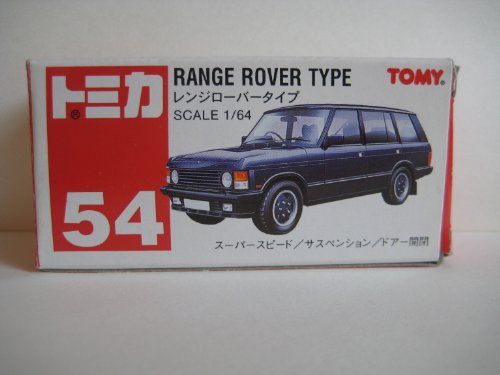 トミカ®
54
RANGE ROVER TYPE
レンジローバータイプ
SCALE 1/64
TOMY.
スーパースピード／サスペンション／ドアー開閉